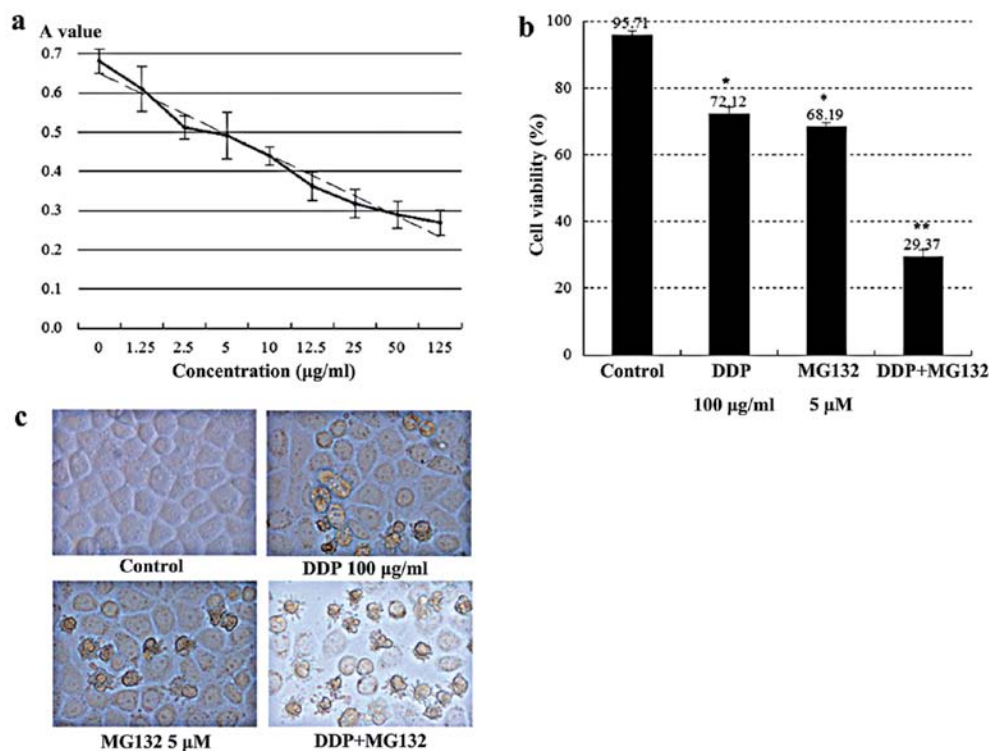 a
A value
0.7
0.6
0.5
0.4
0.3
0.2
0.1
0.0
0 1.25 2.5 5 10 12.5 25 50 125
Concentration (μg/ml)
b
Cell viability (%)
100
80
60
40
20
0
95.71
*
72.12
*
68.19
**
29.37
Control DDP MG132 DDP+MG132
100 μg/ml 5 μM
c
Control
DDP 100 μg/ml
MG132 5 μM
DDP+MG132